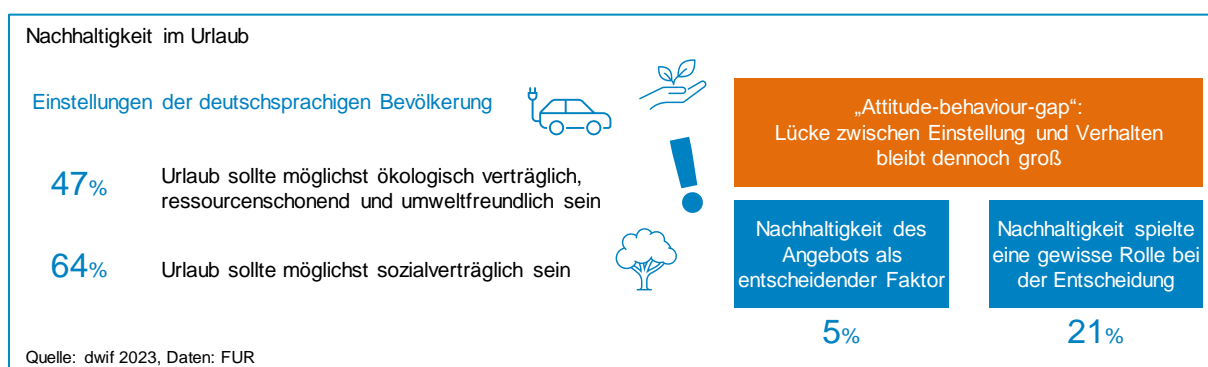 Nachhaltigkeit im Urlaub
Einstellungen der deutschsprachigen Bevölkerung
47%
Urlaub sollte möglichst ökologisch verträglich,
ressourcenschonend und umweltfreundlich sein
64%
Urlaub sollte möglichst sozialverträglich sein
„Attitude-behaviour-gap“:
Lücke zwischen Einstellung und Verhalten
bleibt dennoch groß
Nachhaltigkeit des
Angebots als
entscheidender Faktor
5%
Nachhaltigkeit spielte
eine gewisse Rolle bei
der Entscheidung
21%
Quelle: dwif 2023, Daten: FUR